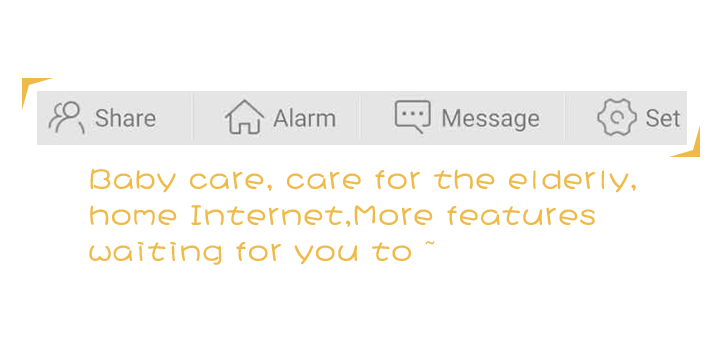 Share Alarm Message Set
Baby care, care for the elderly,
home Internet,More features
waiting for you to ~